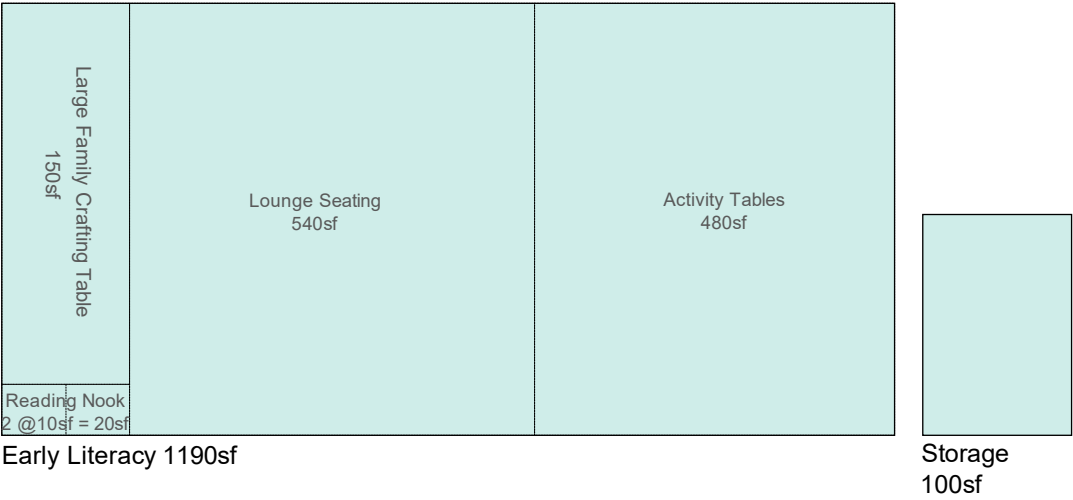 Large Family Crafting Table
150sf
Lounge Seating
540sf
Activity Tables
480sf
Reading Nook
2 @10sf = 20sf
Early Literacy 1190sf
Storage
100sf